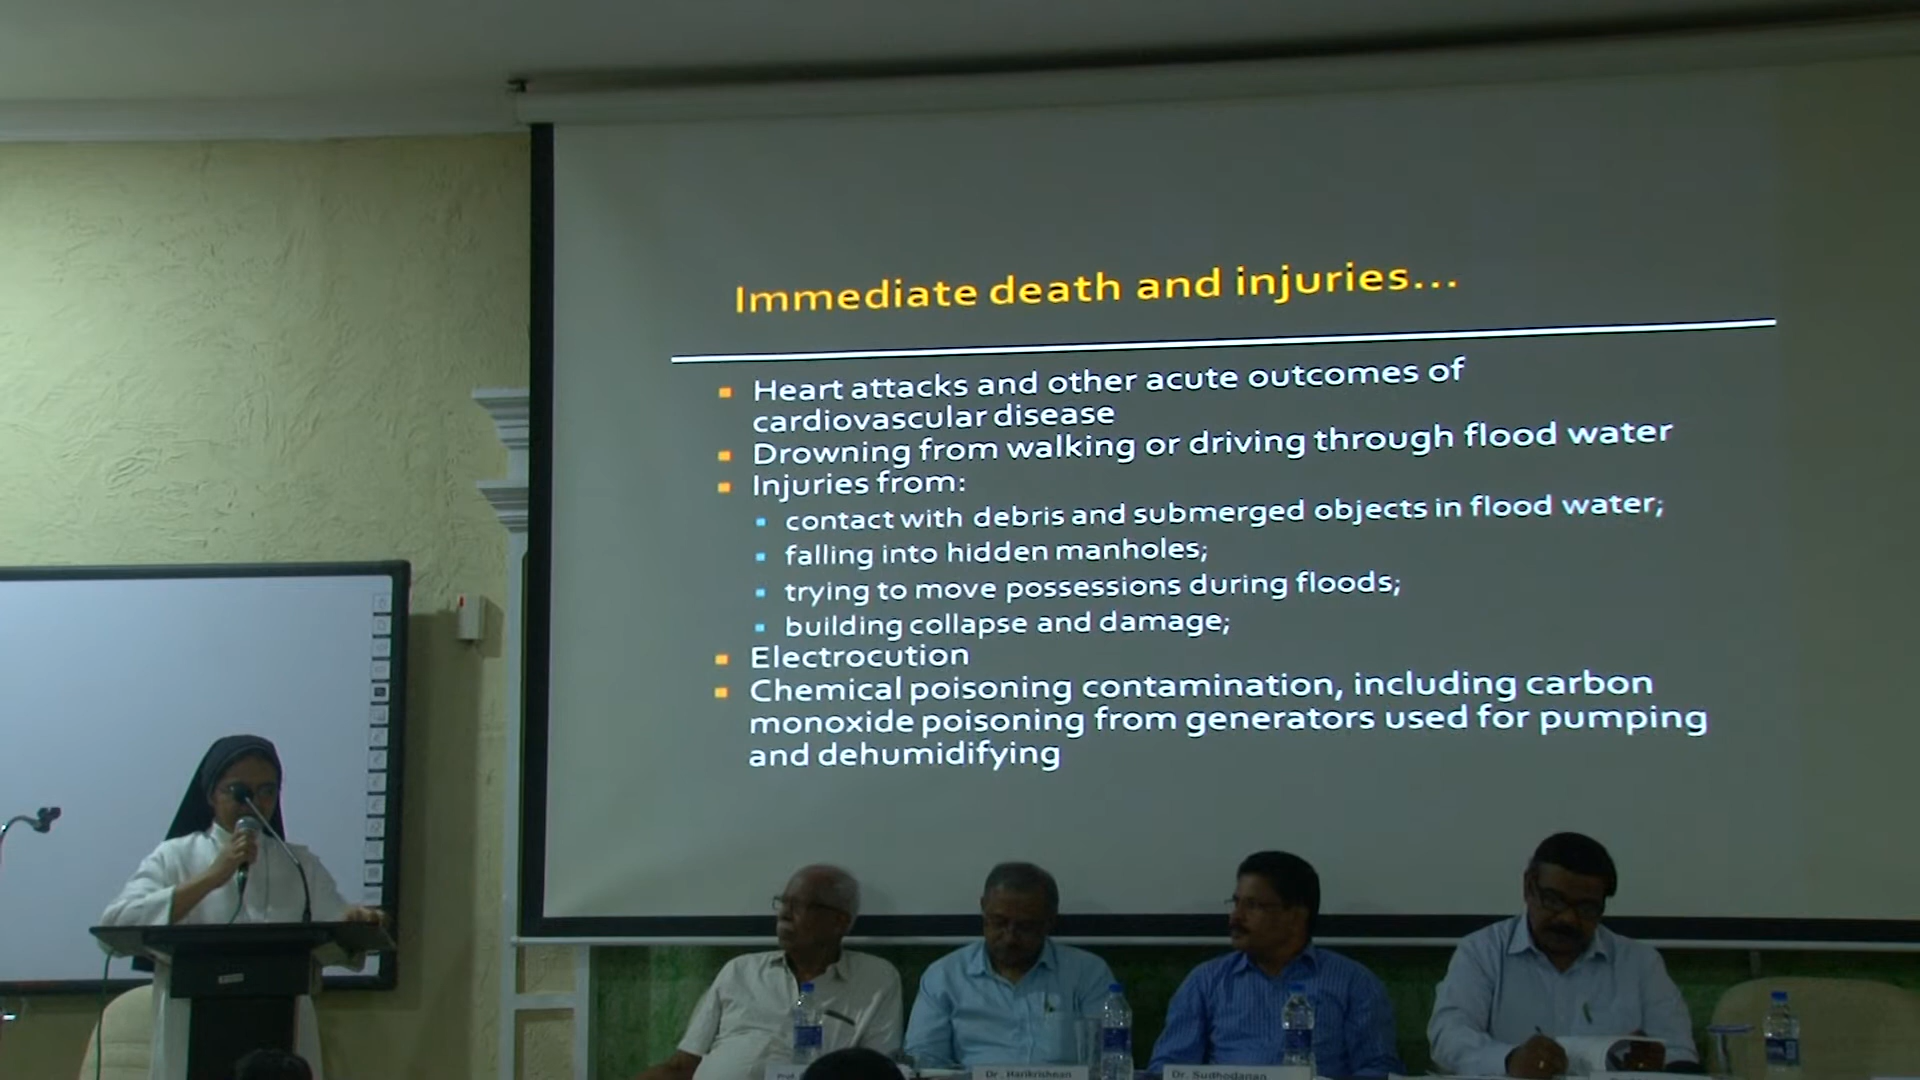 Immediate death and injuries...
Heart attacks and other acute outcomes of
cardiovascular disease
Drowning from walking or driving through flood water
Injuries from:
contact with debris and submerged objects in flood water;
falling into hidden manholes;
trying to move possessions during floods;
building collapse and damage;
Electrocution
Chemical poisoning contamination, including carbon
monoxide poisoning from generators used for pumping
and dehumidifying
Dr. Harikrishnan
Dr. Sudhodanan